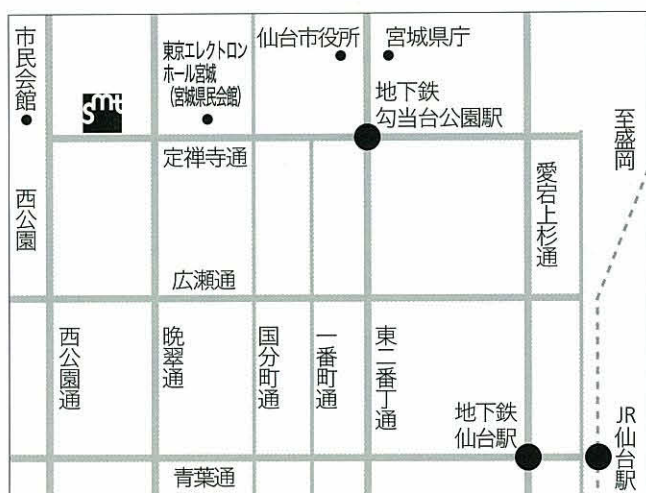 市民会館
smt
東京エレクトロン
ホール宮城
(宮城県民会館)
仙台市役所
宮城県庁
地下鉄
勾当台公園駅
至盛岡
定禅寺通
西公園
愛宕上杉通
広瀬通
西公園通
晩翠通
国分町通
一番町通
東二番丁通
地下鉄
仙台駅
JR仙台駅
青葉通